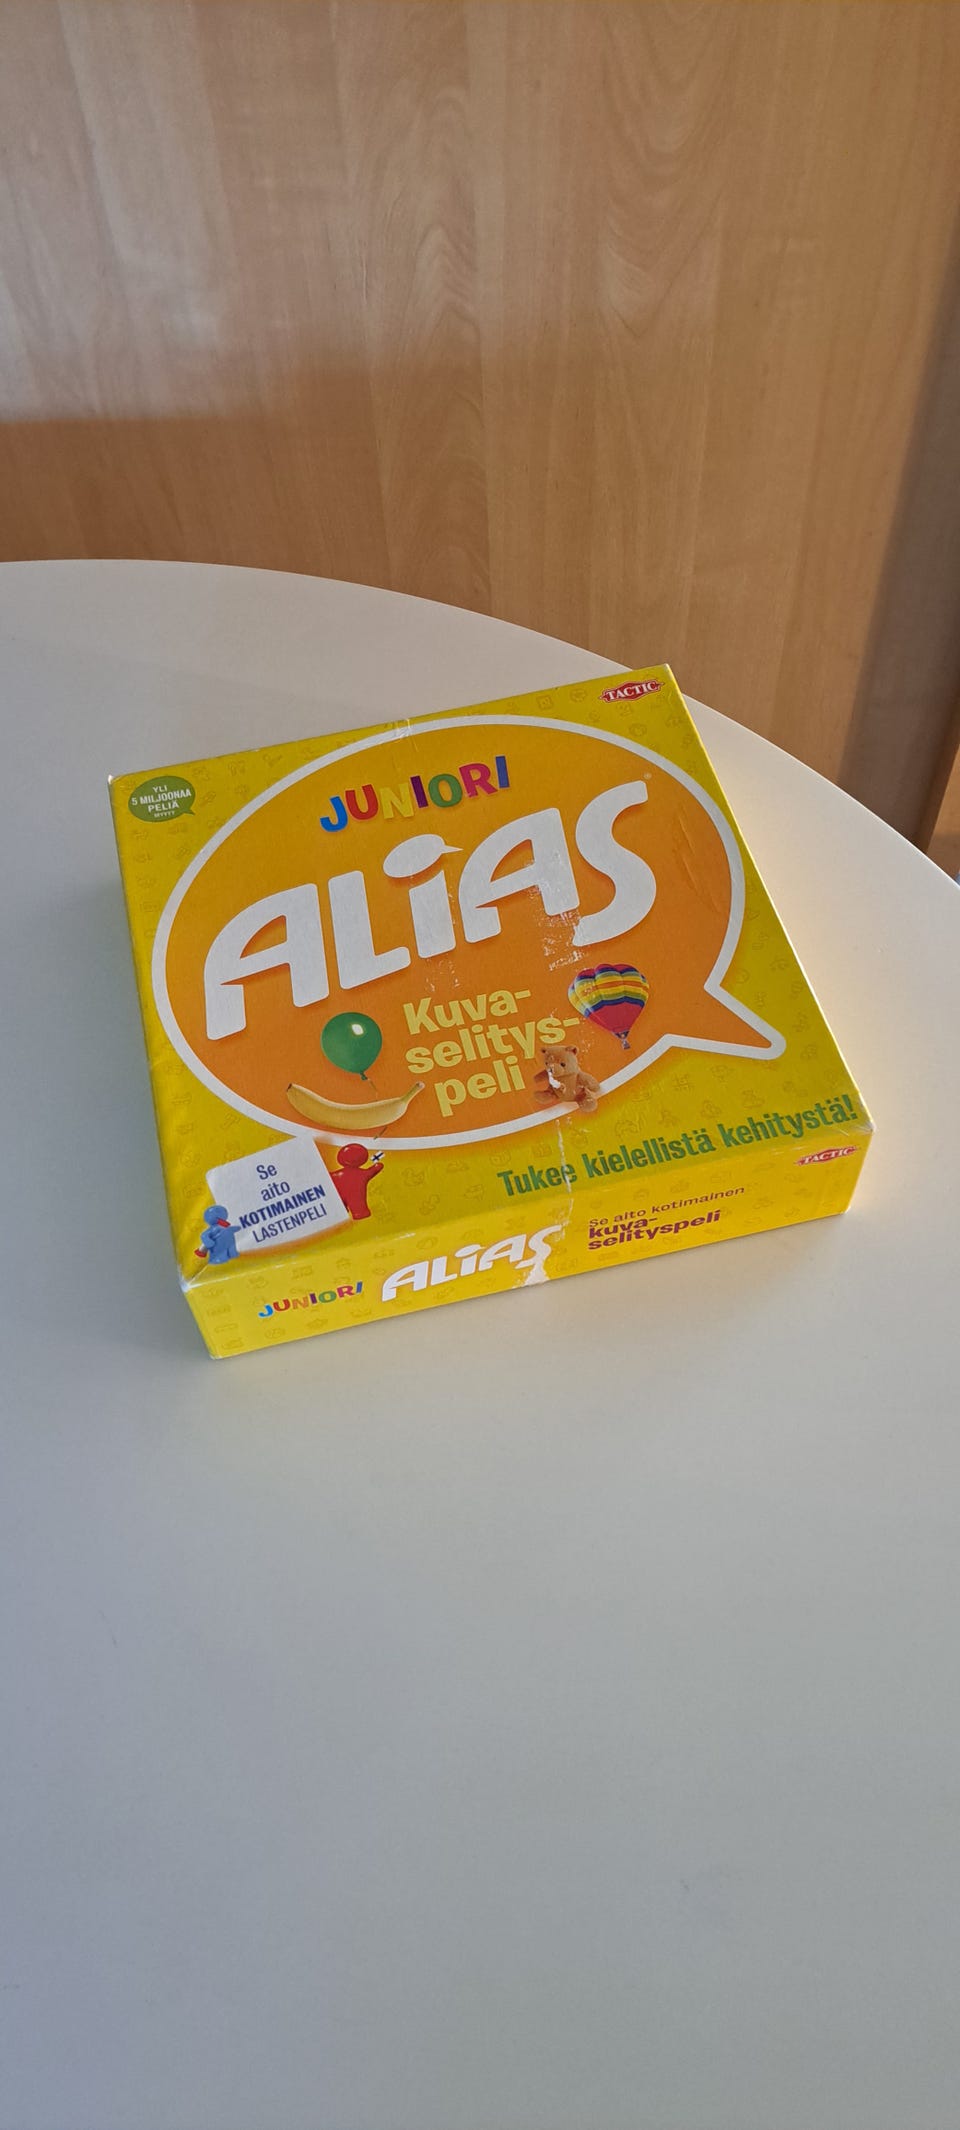 TACTIC
YLI
5 MILJOONAA
PELIÄ
MYYTY
JUNIORI
ALIAS
Kuva-
selitys-
peli
Se
aito
KOTIMAINEN
LASTENPELI
Tukee kielellistä kehitystä!
TACTIC
JUNIORI
ALIAS
Se aito kotimainen
kuva-
selityspeli